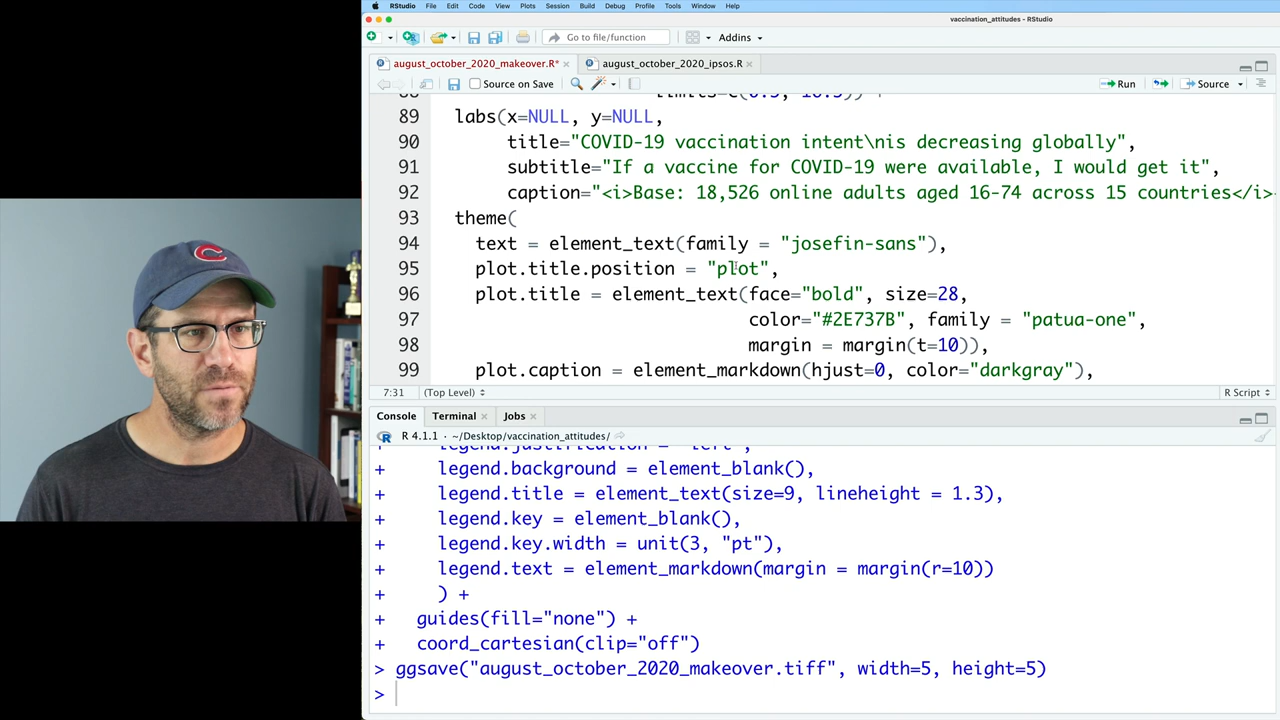 RStudio File Edit Code View Plots Session Build Debug Profile Tools Window Help
vaccination_attitudes - RStudio
Go to file/function Addins
august_october_2020_makeover.R* august_october_2020_ipsos.R
Source on Save Run Source
89 labs(x=NULL, y=NULL,
90 title="COVID-19 vaccination intent\nis decreasing globally",
91 subtitle="If a vaccine for COVID-19 were available, I would get it",
92 caption="<i>Base: 18,526 online adults aged 16-74 across 15 countries</i>
93 theme(
94 text = element_text(family = "josefin-sans"),
95 plot.title.position = "plot",
96 plot.title = element_text(face="bold", size=28,
97 color="#2E737B", family = "patua-one",
98 margin = margin(t=10)),
99 plot.caption = element_markdown(hjust=0, color="darkgray"),
7:31 (Top Level) R Script
Console Terminal Jobs
R 4.1.1 · ~/Desktop/vaccination_attitudes/
+ legend.background = element_blank(),
+ legend.title = element_text(size=9, lineheight = 1.3),
+ legend.key = element_blank(),
+ legend.key.width = unit(3, "pt"),
+ legend.text = element_markdown(margin = margin(r=10))
+ ) +
+ guides(fill="none") +
+ coord_cartesian(clip="off")
> ggsave("august_october_2020_makeover.tiff", width=5, height=5)
>